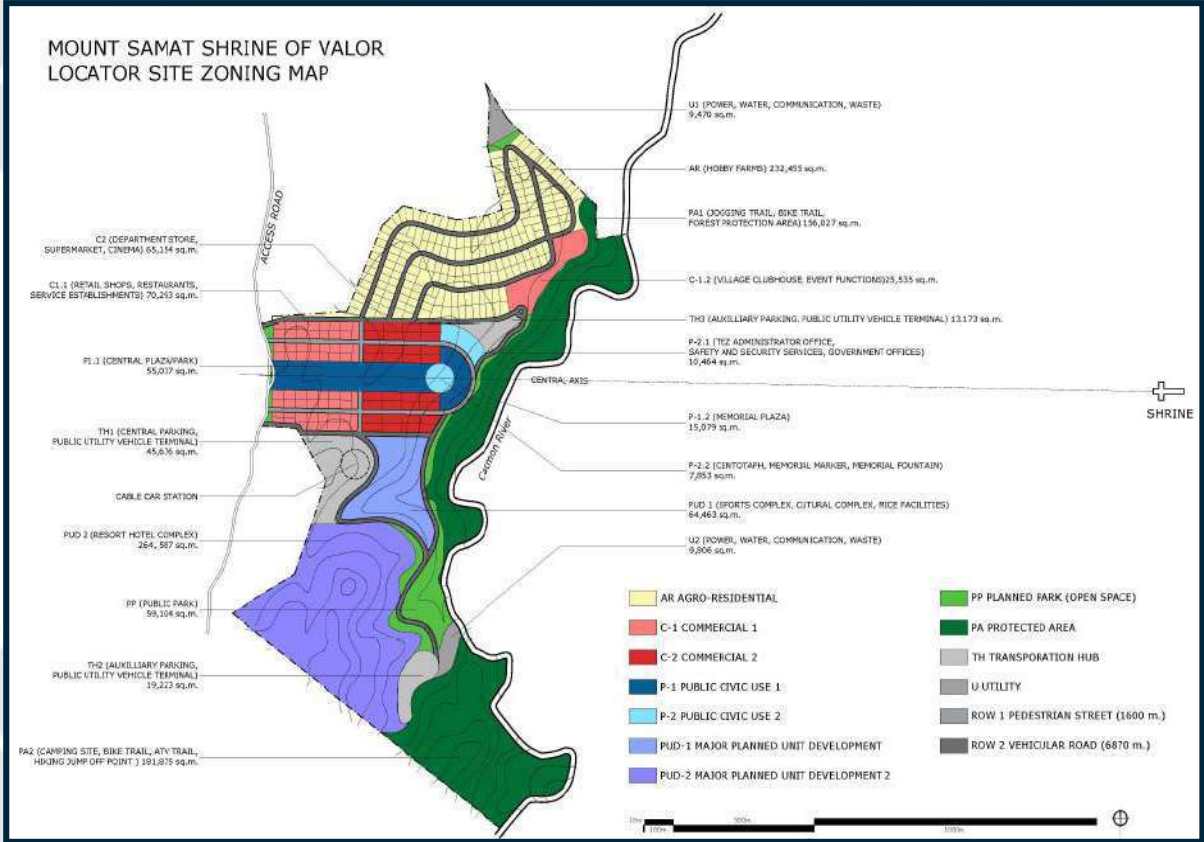 MOUNT SAMAT SHRINE OF VALOR
LOCATOR SITE ZONING MAP
ACCESS ROAD
C2 (DEPARTMENT STORE,
SUPERMARKET, CINEMA) 65,154 sq.m.
C1.1 (RETAIL SHOPS, RESTAURANTS,
SERVICE ESTABLISHMENTS) 70,293 sq.m.
P1.1 (CENTRAL PLAZA/PARK)
55,037 sq.m.
TH1 (CENTRAL PARKING,
PUBLIC UTILITY VEHICLE TERMINAL)
45,676 sq.m.
CABLE CAR STATION
PUD 2 (RESORT HOTEL COMPLEX)
264, 587 sq.m.
PP (PUBLIC PARK)
59,104 sq.m.
TH2 (AUXILLIARY PARKING,
PUBLIC UTILITY VEHICLE TERMINAL)
19,223 sq.m.
PA2 (CAMPING SITE, BIKE TRAIL, ATV TRAIL,
HIKING JUMP OFF POINT ) 181,875 sq.m.
U1 (POWER, WATER, COMMUNICATION, WASTE)
9,470 sq.m.
AR (HOBBY FARMS) 232,455 sq.m.
PA1 (JOGGING TRAIL, BIKE TRAIL,
FOREST PROTECTION AREA) 156,027 sq.m.
C-1.2 (VILLAGE CLUBHOUSE, EVENT FUNCTIONS)25,535 sq.m.
TH3 (AUXILLIARY PARKING. PUBLIC UTILITY VEHICLE TERMINAL) 13,173 sq.m.
P-2.1 (TEZ ADMINISTRATOR OFFICE,
SAFETY AND SECURITY SERVICES, GOVERNMENT OFFICES)
10,464 sq.m.
CENTRAL AXIS
SHRINE
P-1.2 (MEMORIAL PLAZA)
15,079 sq.m.
Cacmon River
P-2.2 (CINTOTAPH, MEMORIAL MARKER, MEMORIAL FOUNTAIN)
7,853 sq.m.
PUD 1 (SPORTS COMPLEX, CUTURAL COMPLEX, MICE FACILITIES)
64,463 sq.m.
U2 (POWER, WATER, COMMUNICATION, WASTE)
9,806 sq.m.
AR AGRO-RESIDENTIAL
C-1 COMMERCIAL 1
C-2 COMMERCIAL 2
P-1 PUBLIC CIVIC USE 1
P-2 PUBLIC CIVIC USE 2
PUD-1 MAJOR PLANNED UNIT DEVELOPMENT
PUD-2 MAJOR PLANNED UNIT DEVELOPMENT 2
PP PLANNED PARK (OPEN SPACE)
PA PROTECTED AREA
TH TRANSPORATION HUB
U UTILITY
ROW 1 PEDESTRIAN STREET (1600 m.)
ROW 2 VEHICULAR ROAD (6870 m.)
10m 500m
100m 1000m